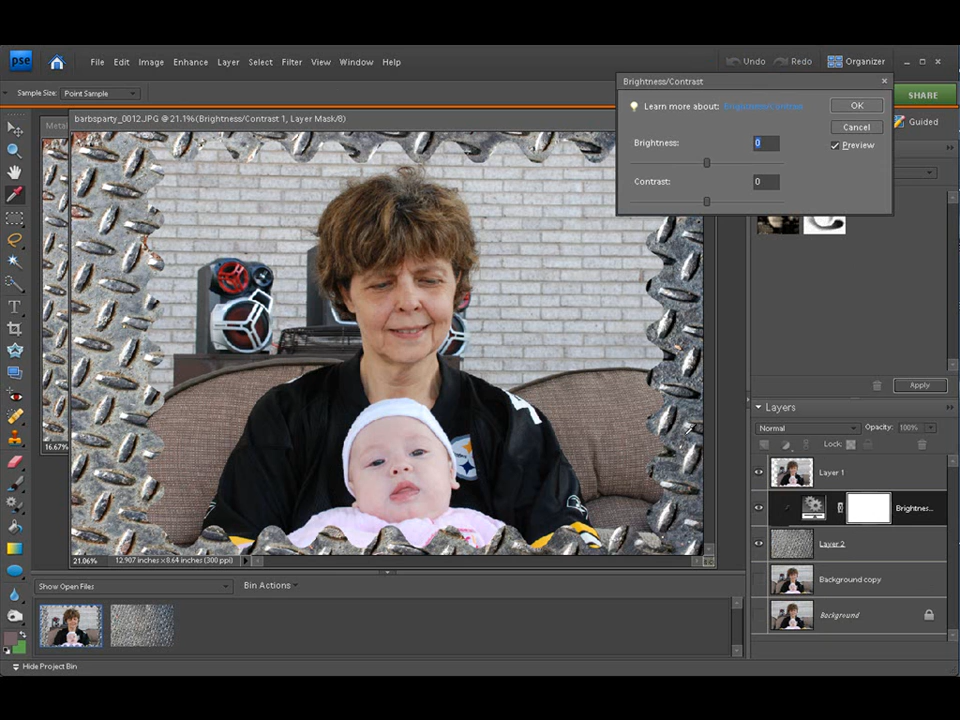 pse File Edit Image Enhance Layer Select Filter View Window Help Undo Redo Organizer
Sample Size: Point Sample
SHARE
Guided
Brightness/Contrast
Learn more about: Brightness/Contrast
OK
Cancel
Preview
Brightness: 0
Contrast: 0
Metal
barbsparty_0012.JPG @ 21.1%(Brightness/Contrast 1, Layer Mask/8)
16.67%
21.06% 12.907 inches x 8.64 inches (300 ppi)
Apply
Layers
Normal Opacity: 100%
Lock:
Layer 1
Brightnes...
Layer 2
Background copy
Background
Show Open Files Bin Actions
Hide Project Bin